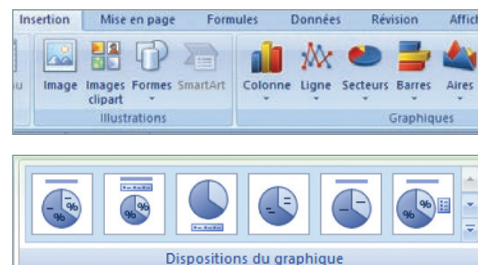 Insertion Mise en page Formules Données Révision Affich
Image Images clipart Formes SmartArt Colonne Ligne Secteurs Barres Aires
Illustrations Graphiques
% %
% %
%
% %
Dispositions du graphique